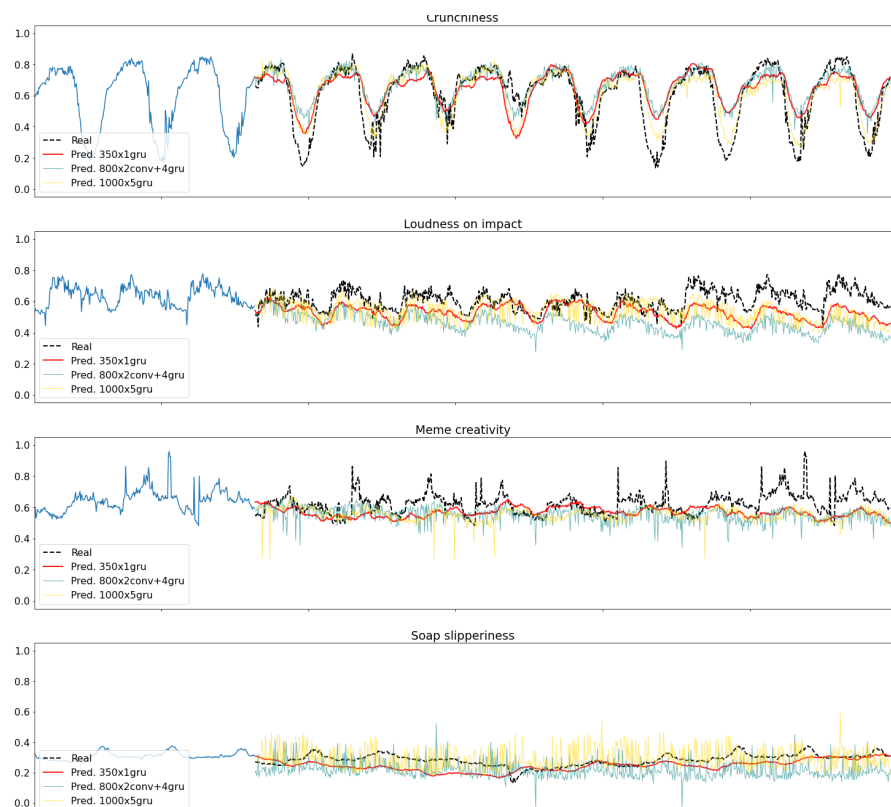 Crunchiness
1.0
0.8
0.6
0.4
0.2
0.0
Real
Pred. 350x1gru
Pred. 800x2conv+4gru
Pred. 1000x5gru
Loudness on impact
1.0
0.8
0.6
0.4
0.2
0.0
Real
Pred. 350x1gru
Pred. 800x2conv+4gru
Pred. 1000x5gru
Meme creativity
1.0
0.8
0.6
0.4
0.2
0.0
Real
Pred. 350x1gru
Pred. 800x2conv+4gru
Pred. 1000x5gru
Soap slipperiness
1.0
0.8
0.6
0.4
0.2
0.0
Real
Pred. 350x1gru
Pred. 800x2conv+4gru
Pred. 1000x5gru